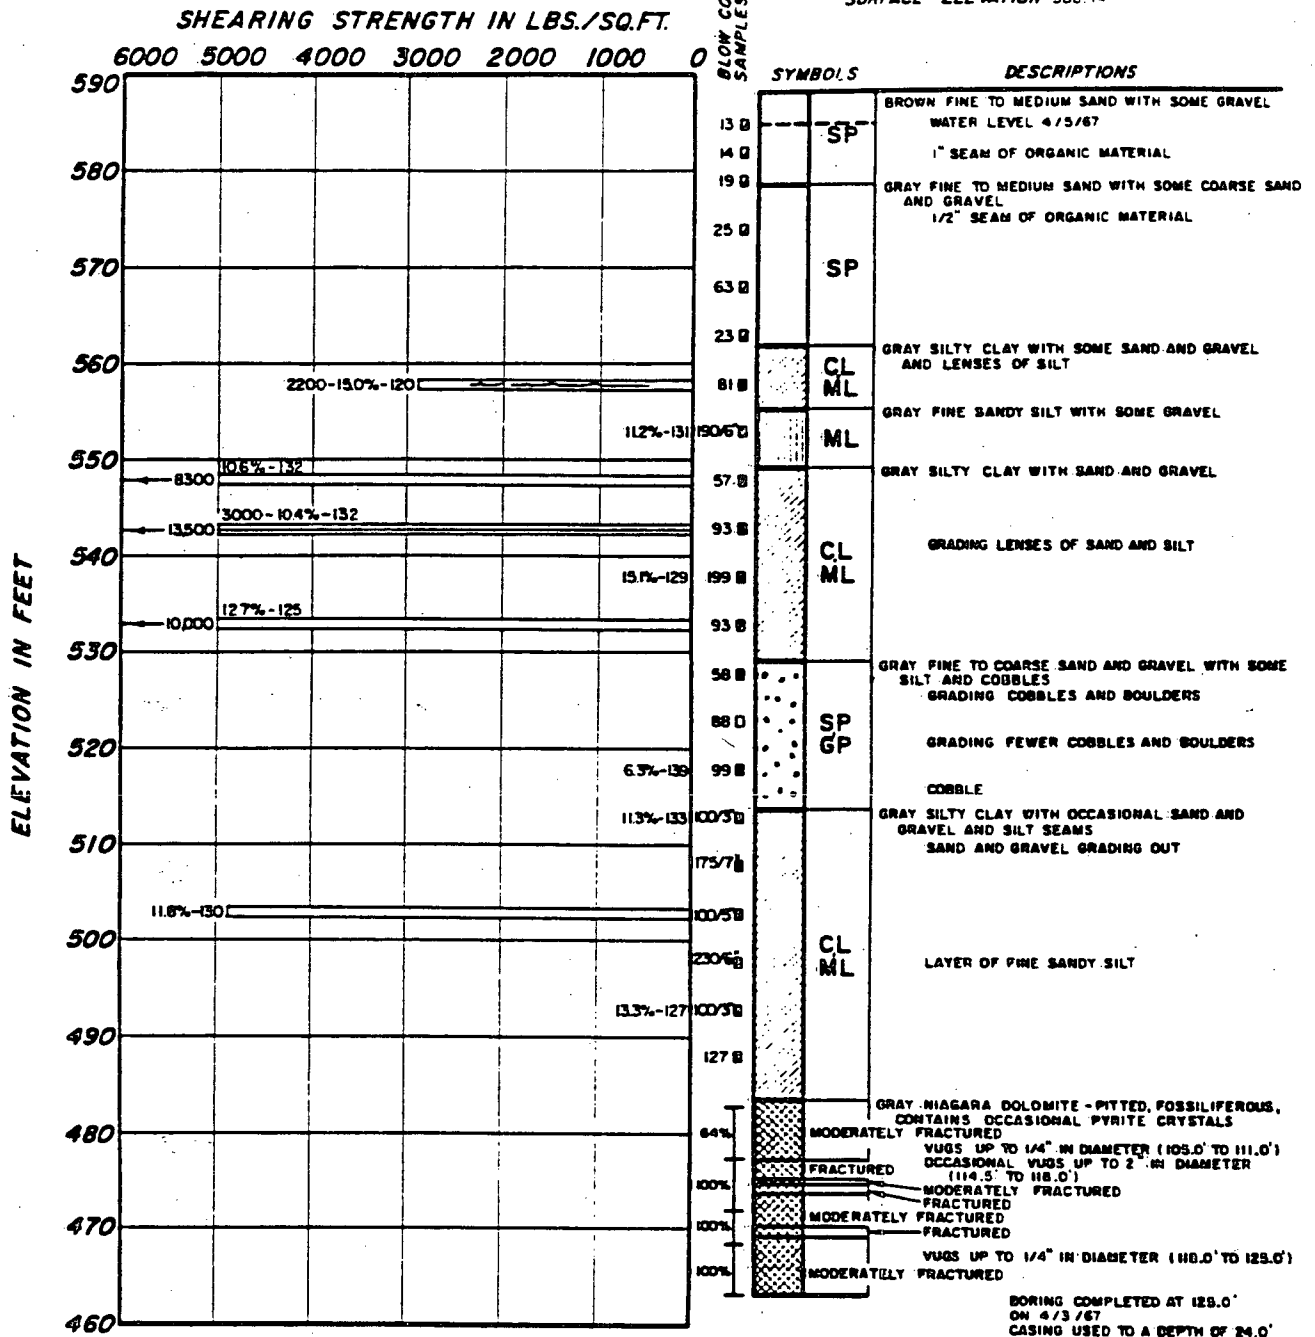 SHEARING STRENGTH IN LBS./SQ.FT.
6000 5000 4000 3000 2000 1000 0
SAMPLES
SURFACE ELEVATION
SYMBOLS
DESCRIPTIONS
ELEVATION IN FEET
590
580
570
560
550
540
530
520
510
500
490
480
470
460
2200-15.0%-120
11.2%-131
10.6%-132
8300
3000-10.4%-132
13,500
15.1%-129
12.7%-125
10,000
11.3%-133
13.3%-127
13
14
19
25
63
23
81
190/6"
57
93
199
93
58
88
99
100/3"
100/5"
230/6"
100/3"
127
64%
100%
100%
100%
SP
SP
CL
ML
ML
CL
ML
SP
GP
CL
ML
BROWN FINE TO MEDIUM SAND WITH SOME GRAVEL
WATER LEVEL 4/5/67
1" SEAM OF ORGANIC MATERIAL
GRAY FINE TO MEDIUM SAND WITH SOME COARSE SAND
AND GRAVEL
1/2" SEAM OF ORGANIC MATERIAL
GRAY SILTY CLAY WITH SOME SAND AND GRAVEL
AND LENSES OF SILT
GRAY FINE SANDY SILT WITH SOME GRAVEL
GRAY SILTY CLAY WITH SAND AND GRAVEL
GRADING LENSES OF SAND AND SILT
GRAY FINE TO COARSE SAND AND GRAVEL WITH SOME
SILT AND COBBLES
GRADING COBBLES AND BOULDERS
GRADING FEWER COBBLES AND BOULDERS
COBBLE
GRAY SILTY CLAY WITH OCCASIONAL SAND AND
GRAVEL AND SILT SEAMS
SAND AND GRAVEL GRADING OUT
LAYER OF FINE SANDY SILT
GRAY NIAGARA DOLOMITE - PITTED, FOSSILIFEROUS,
CONTAINS OCCASIONAL PYRITE CRYSTALS
MODERATELY FRACTURED
VUGS UP TO 1/4" IN DIAMETER (105.0' TO 111.0')
FRACTURED
OCCASIONAL VUGS UP TO 2" IN DIAMETER
(114.5' TO 118.0')
MODERATELY FRACTURED
FRACTURED
MODERATELY FRACTURED
FRACTURED
VUGS UP TO 1/4" IN DIAMETER (118.0' TO 125.0')
MODERATELY FRACTURED
BORING COMPLETED AT 125.0'
ON 4/3/67
CASING USED TO A DEPTH OF 24.0'